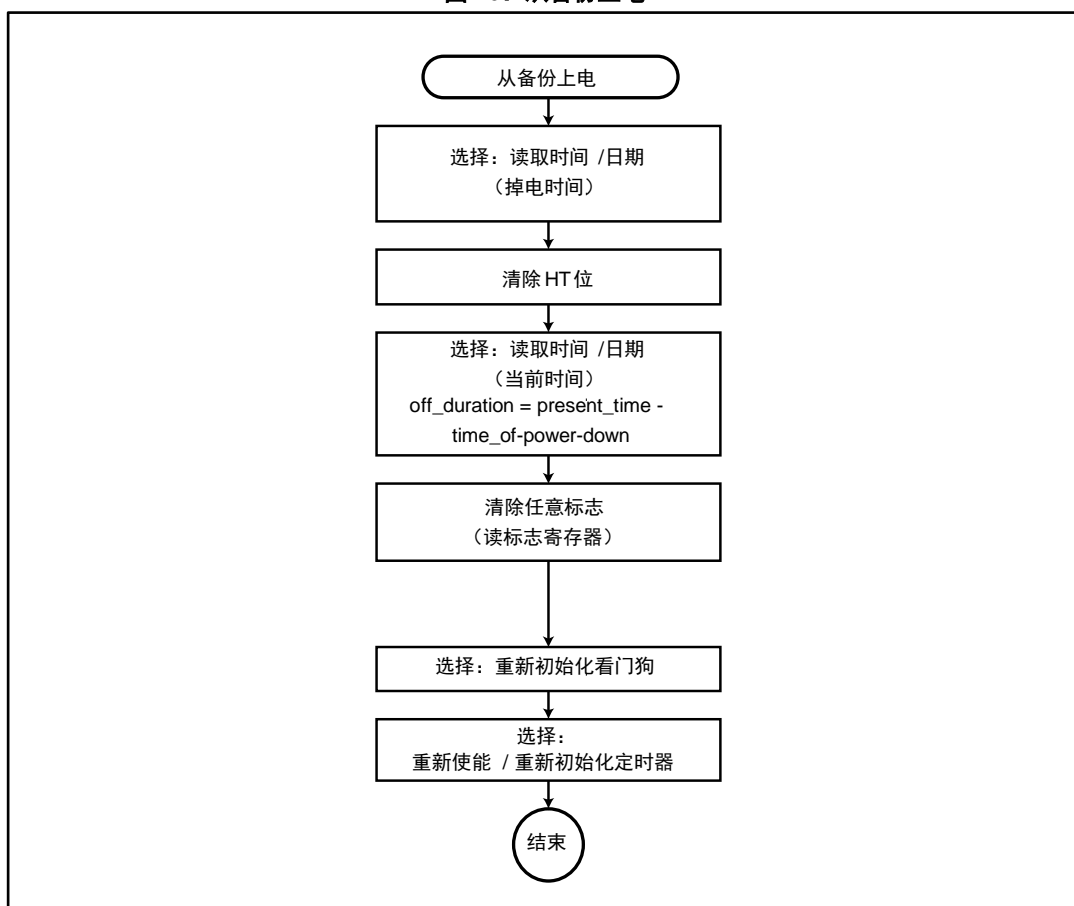 从备份上电
选择：读取时间 /日期
（掉电时间）
清除 HT 位
选择：读取时间 /日期
（当前时间）
off_duration = present_time -
time_of-power-down
清除任意标志
（读标志寄存器）
选择：重新初始化看门狗
选择：
重新使能 / 重新初始化定时器
结束